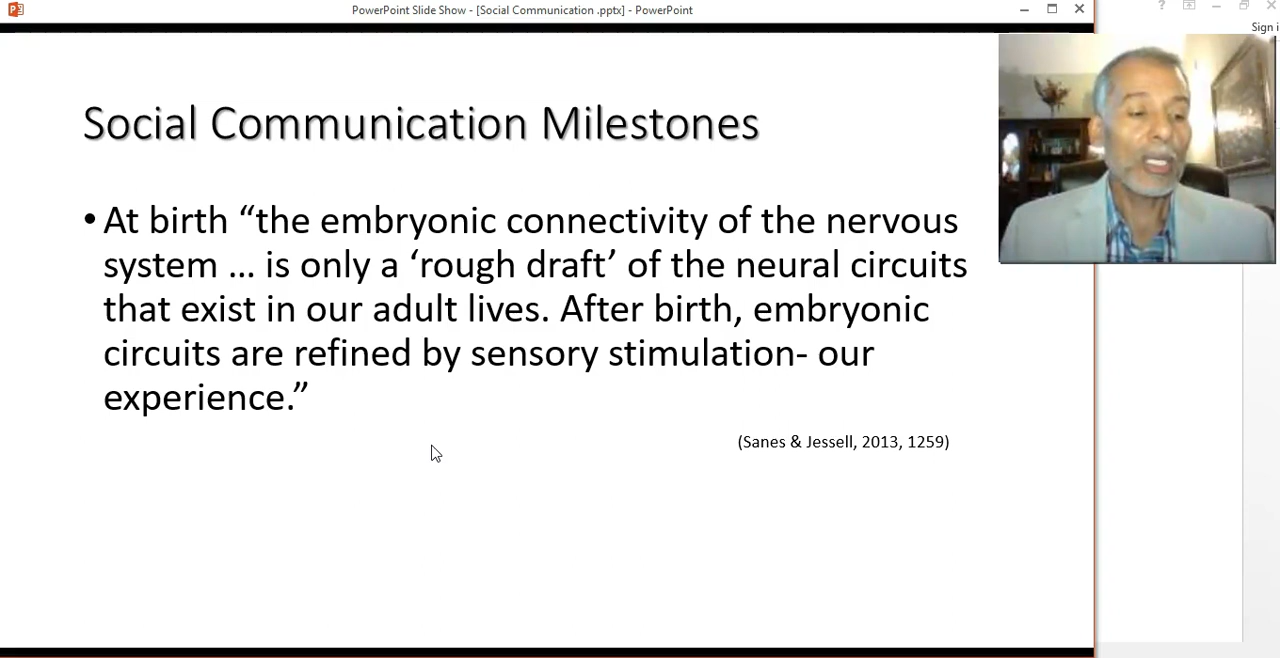 PowerPoint Slide Show - [Social Communication .pptx] - PowerPoint
Sign i
Social Communication Milestones
• At birth “the embryonic connectivity of the nervous
system … is only a ‘rough draft’ of the neural circuits
that exist in our adult lives. After birth, embryonic
circuits are refined by sensory stimulation- our
experience.”
(Sanes & Jessell, 2013, 1259)